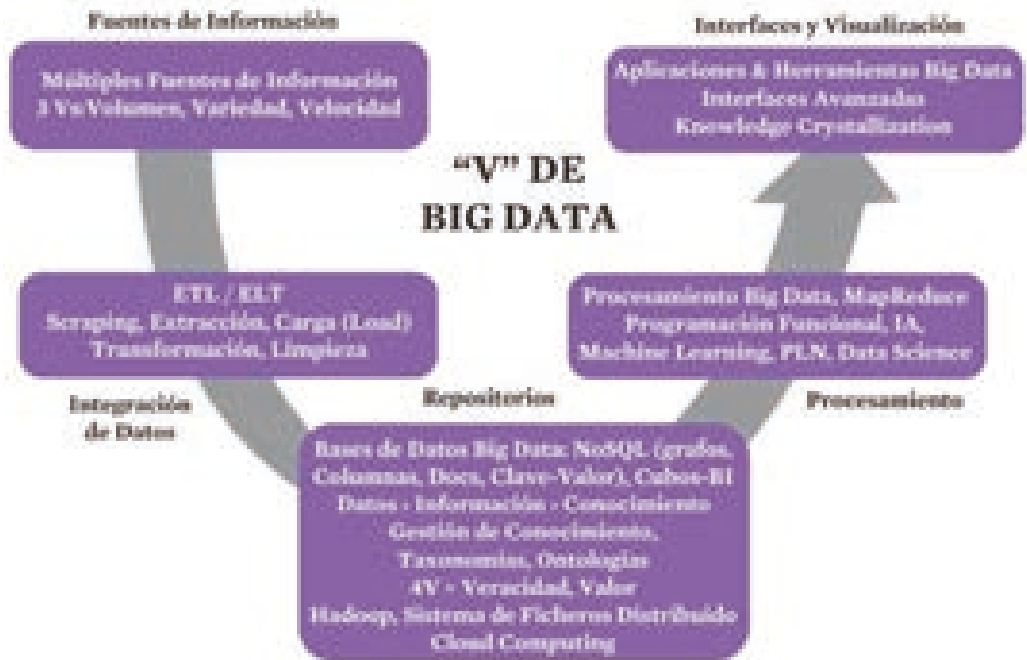 Fuentes de Información
Múltiples Fuentes de Información
3 Vs: Volumen, Variedad, Velocidad
ETL / ELT
Scraping, Extracción, Carga (Load)
Transformación, Limpieza
Integración
de Datos
“V” DE
BIG DATA
Repositorios
Bases de Datos Big Data: NoSQL (grafos,
Columnas, Docs, Clave-Valor), Cubos-BI
Datos - Información - Conocimiento
Gestión de Conocimiento,
Taxonomías, Ontologías
4V - Veracidad, Valor
Hadoop, Sistema de Ficheros Distribuido
Cloud Computing
Procesamiento
Procesamiento Big Data, MapReduce
Programación Funcional, IA,
Machine Learning, PLN, Data Science
Interfaces y Visualización
Aplicaciones & Herramientas Big Data
Interfaces Avanzadas
Knowledge Crystallization